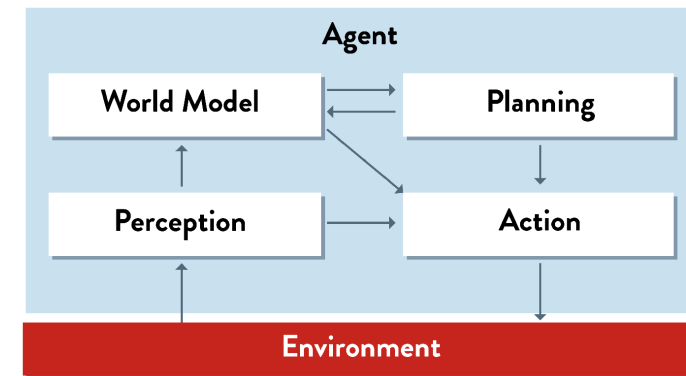 Agent
World Model
Planning
Perception
Action
Environment